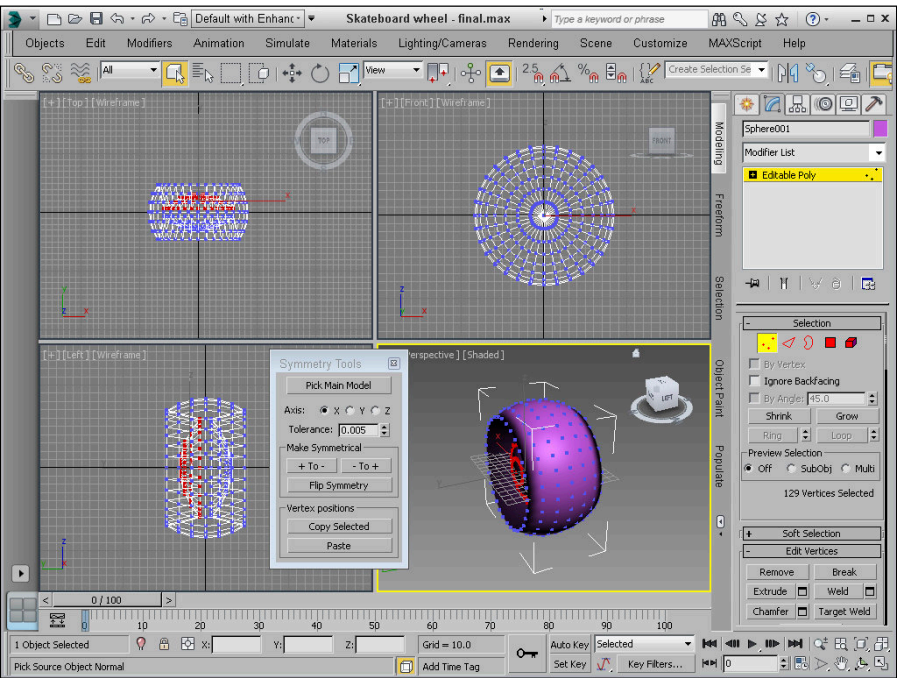 Default with Enhanc
Skateboard wheel - final.max
Type a keyword or phrase
Objects Edit Modifiers Animation Simulate Materials Lighting/Cameras Rendering Scene Customize MAXScript Help
All
View
2.5
%
ABC
Create Selection Se
[+][Top][Wireframe]
TOP
x
y
z x
[+][Front][Wireframe]
FRONT
x
z
x
[+][Left][Wireframe]
z
y
Perspective][Shaded]
LEFT
Symmetry Tools
Pick Main Model
Axis: X Y Z
Tolerance: 0.005
Make Symmetrical
+ To - - To +
Flip Symmetry
Vertex positions
Copy Selected
Paste
Modeling
Freeform
Selection
Object Paint
Populate
Sphere001
Modifier List
Editable Poly
- Selection
By Vertex
Ignore Backfacing
By Angle: 45.0
Shrink Grow
Ring Loop
Preview Selection
Off SubObj Multi
129 Vertices Selected
+ Soft Selection
- Edit Vertices
Remove Break
Extrude Weld
Chamfer Target Weld
< 0 / 100 >
0 10 20 30 40 50 60 70 80 90 100
1 Object Selected X: Y: Z: Grid = 10.0 Auto Key Selected
Pick Source Object Normal Add Time Tag Set Key Key Filters... 0